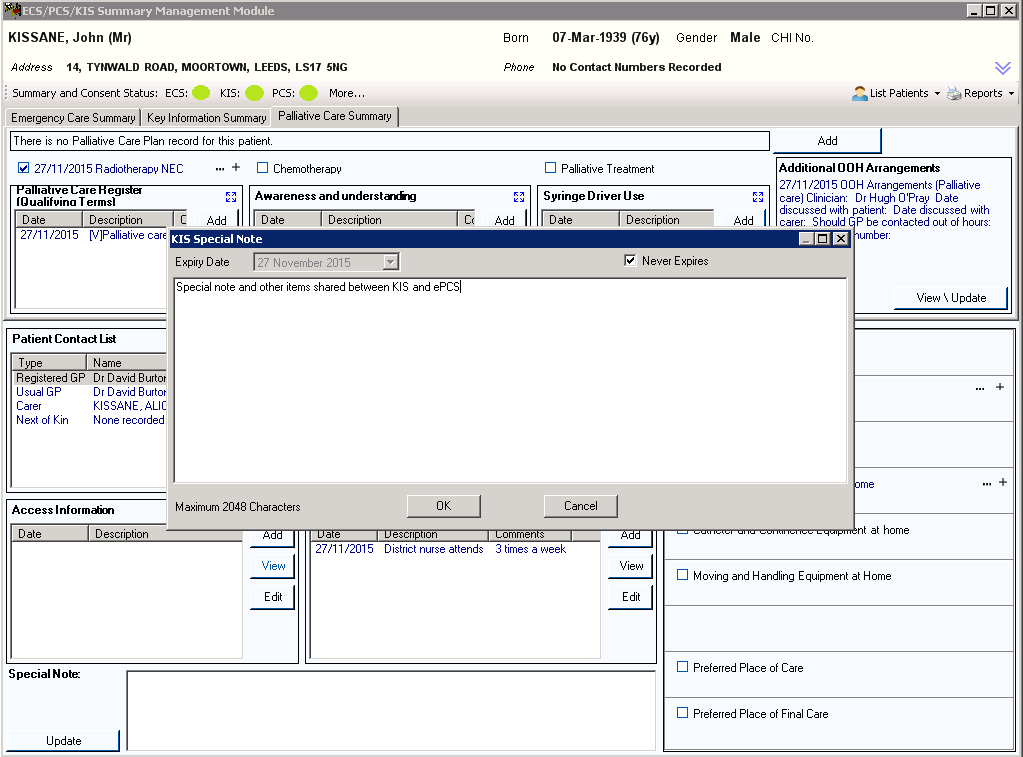 ECS/PCS/KIS Summary Management Module
KISSANE, John (Mr)
Born 07-Mar-1939 (76y) Gender Male CHI No.
Address 14, TYNWALD ROAD, MOORTOWN, LEEDS, LS17 5NG
Phone No Contact Numbers Recorded
Summary and Consent Status: ECS: KIS: PCS: More...
List Patients Reports
Emergency Care Summary Key Information Summary Palliative Care Summary
There is no Palliative Care Plan record for this patient.
Add
27/11/2015 Radiotherapy NEC ... +
Chemotherapy
Palliative Treatment
Additional OOH Arrangements
27/11/2015 OOH Arrangements (Palliative
care) Clinician: Dr Hugh O'Pray Date
discussed with patient: Date discussed with
carer: Should GP be contacted out of hours:
number:
View \ Update
Palliative Care Register
(Qualifying Terms)
Date Description C Add
27/11/2015 [V]Palliative care
Awareness and understanding
Date Description Co Add
Syringe Driver Use
Date Description Add
KIS Special Note
Expiry Date 27 November 2015 Never Expires
Special note and other items shared between KIS and ePCS
Maximum 2048 Characters OK Cancel
Patient Contact List
Type Name
Registered GP Dr David Burton
Usual GP Dr David Burton
Carer KISSANE, ALIC
Next of Kin None recorded
... +
ome ... +
Access Information
Date Description
Add
View
Edit
Date Description Comments
27/11/2015 District nurse attends 3 times a week
Add
View
Edit
Catheter and Continence Equipment at home
Moving and Handling Equipment at Home
Preferred Place of Care
Preferred Place of Final Care
Special Note:
Update